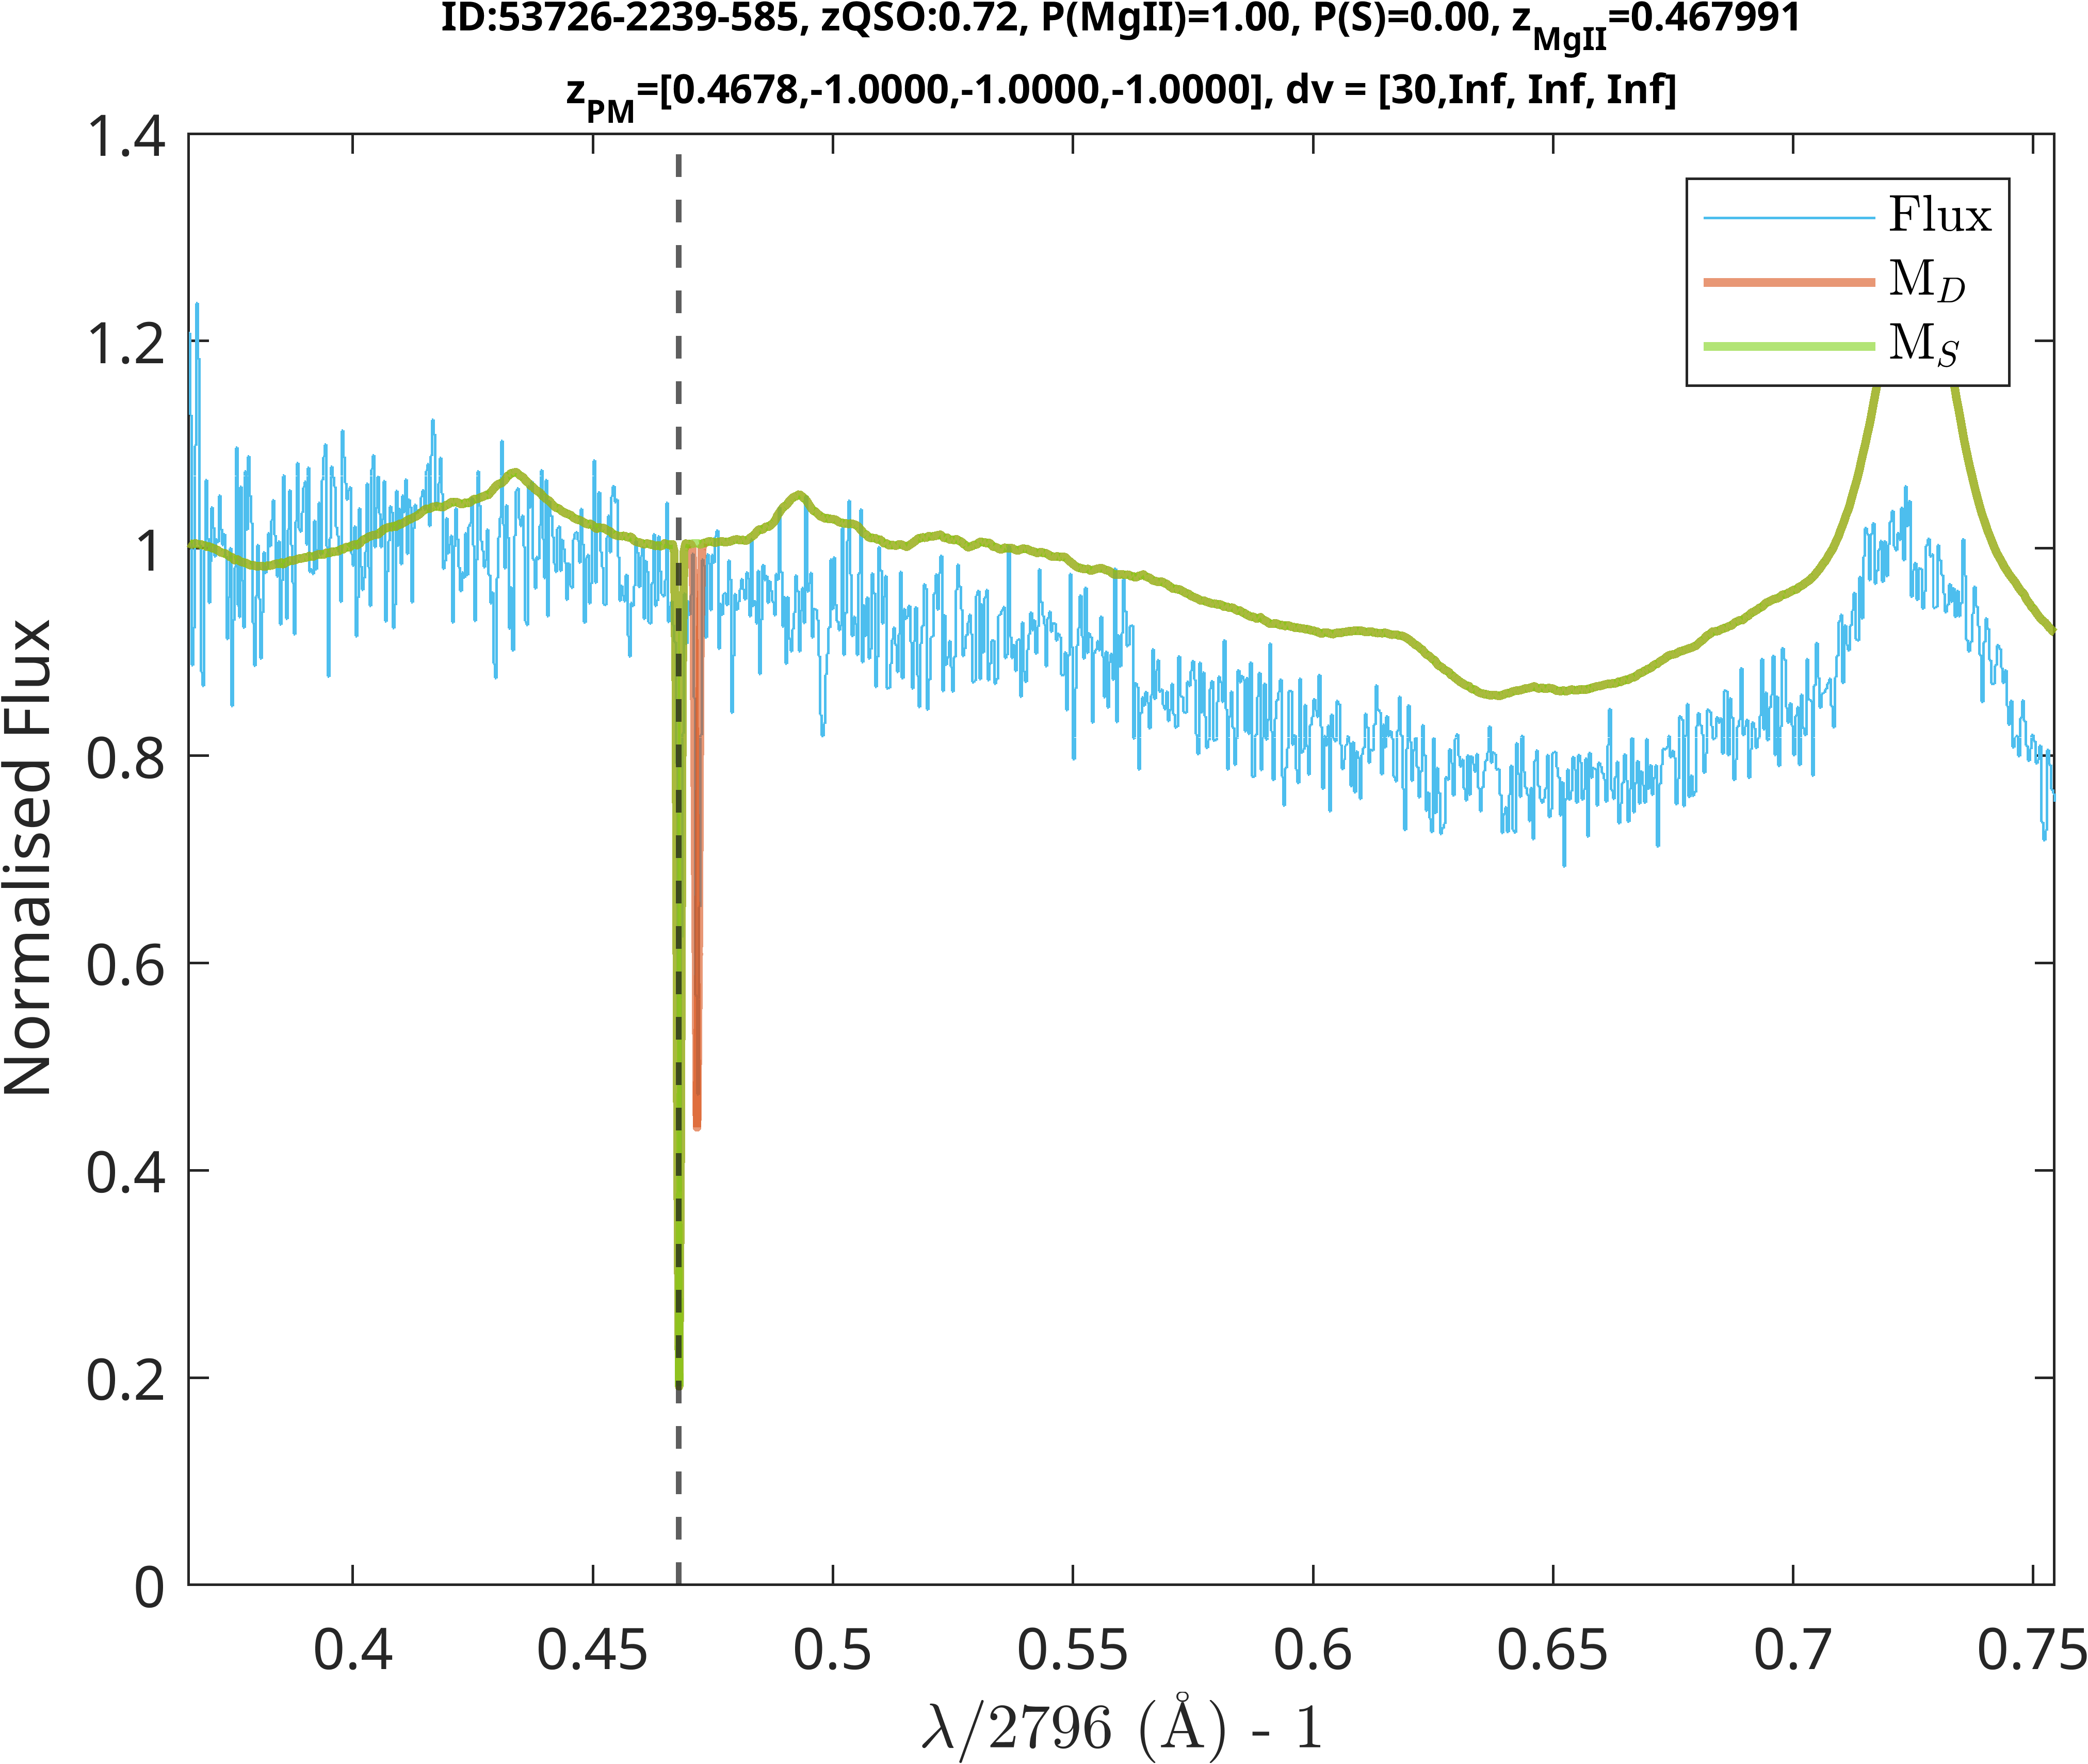 ID:53726-2239-585, zQSO:0.72, P(MgII)=1.00, P(S)=0.00, zMgII=0.467991
zPM=[0.4678,-1.0000,-1.0000,-1.0000], dv = [30,Inf, Inf, Inf]
1.4
1.2
1
0.8
0.6
0.4
0.2
0
Normalised Flux
Flux
MD
MS
0.4 0.45 0.5 0.55 0.6 0.65 0.7 0.75
λ/2796 (Å) - 1